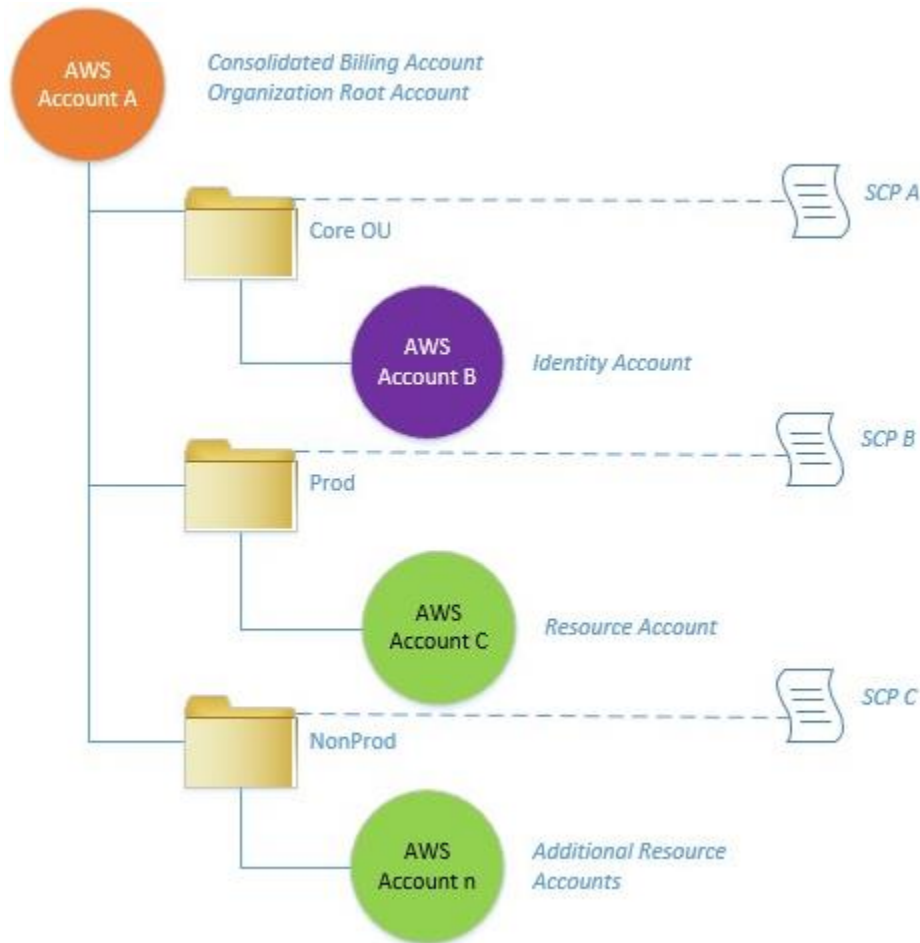 AWS
Account A
Consolidated Billing Account
Organization Root Account
SCP A
Core OU
AWS
Account B
Identity Account
SCP B
Prod
AWS
Account C
Resource Account
SCP C
NonProd
AWS
Account n
Additional Resource
Accounts